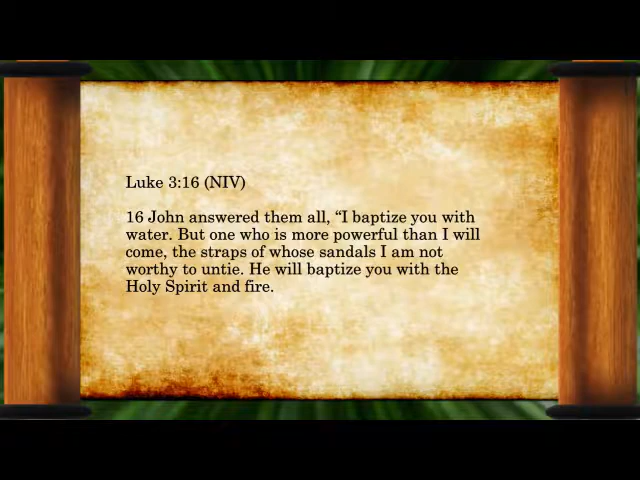 Luke 3:16 (NIV)
16 John answered them all, “I baptize you with
water. But one who is more powerful than I will
come, the straps of whose sandals I am not
worthy to untie. He will baptize you with the
Holy Spirit and fire.